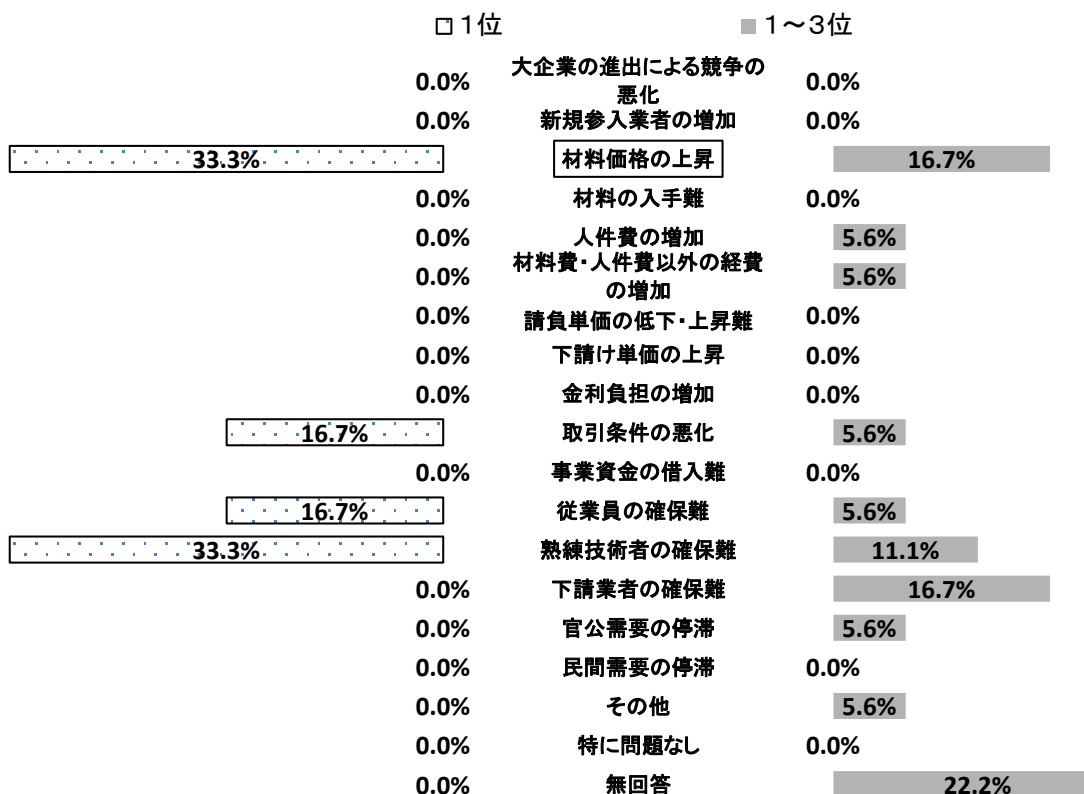 1位 1～3位
0.0% 大企業の進出による競争の 0.0%
悪化
0.0% 新規参入業者の増加 0.0%
33.3% 材料価格の上昇 16.7%
0.0% 材料の入手難 0.0%
0.0% 人件費の増加 5.6%
0.0% 材料費・人件費以外の経費 5.6%
の増加
0.0% 請負単価の低下・上昇難 0.0%
0.0% 下請け単価の上昇 0.0%
0.0% 金利負担の増加 0.0%
16.7% 取引条件の悪化 5.6%
0.0% 事業資金の借入難 0.0%
16.7% 従業員の確保難 5.6%
33.3% 熟練技術者の確保難 11.1%
0.0% 下請業者の確保難 16.7%
0.0% 官公需要の停滞 5.6%
0.0% 民間需要の停滞 0.0%
0.0% その他 5.6%
0.0% 特に問題なし 0.0%
0.0% 無回答 22.2%